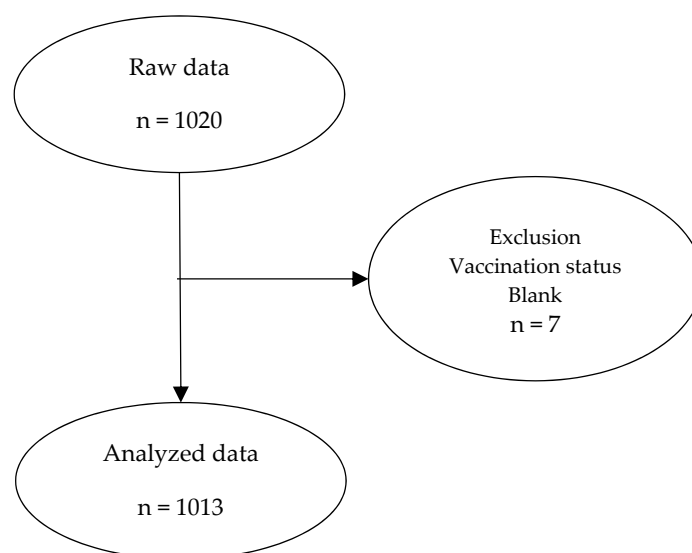 Raw data
n = 1020
Exclusion
Vaccination status
Blank
n = 7
Analyzed data
n = 1013